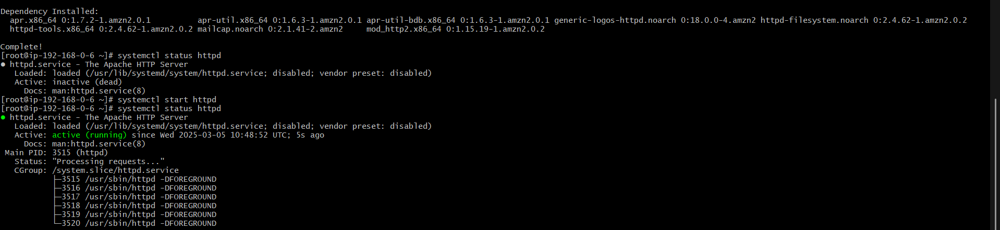 Dependency Installed:
  apr.x86_64 0:1.7.2-1.amzn2.0.1          apr-util.x86_64 0:1.6.3-1.amzn2.0.1 apr-util-bdb.x86_64 0:1.6.3-1.amzn2.0.1 generic-logos-httpd.noarch 0:18.0.0-4.amzn2 httpd-filesystem.noarch 0:2.4.62-1.amzn2.0.2
  httpd-tools.x86_64 0:2.4.62-1.amzn2.0.2 mailcap.noarch 0:2.1.41-2.amzn2     mod_http2.x86_64 0:1.15.19-1.amzn2.0.2
Complete!
[root@ip-192-168-0-6 ~]# systemctl status httpd
● httpd.service - The Apache HTTP Server
   Loaded: loaded (/usr/lib/systemd/system/httpd.service; disabled; vendor preset: disabled)
   Active: inactive (dead)
     Docs: man:httpd.service(8)
[root@ip-192-168-0-6 ~]# systemctl start httpd
[root@ip-192-168-0-6 ~]# systemctl status httpd
● httpd.service - The Apache HTTP Server
   Loaded: loaded (/usr/lib/systemd/system/httpd.service; disabled; vendor preset: disabled)
   Active: active (running) since Wed 2025-03-05 10:48:52 UTC; 5s ago
     Docs: man:httpd.service(8)
 Main PID: 3515 (httpd)
   Status: "Processing requests..."
   CGroup: /system.slice/httpd.service
           ├─3515 /usr/sbin/httpd -DFOREGROUND
           ├─3516 /usr/sbin/httpd -DFOREGROUND
           ├─3517 /usr/sbin/httpd -DFOREGROUND
           ├─3518 /usr/sbin/httpd -DFOREGROUND
           ├─3519 /usr/sbin/httpd -DFOREGROUND
           └─3520 /usr/sbin/httpd -DFOREGROUND